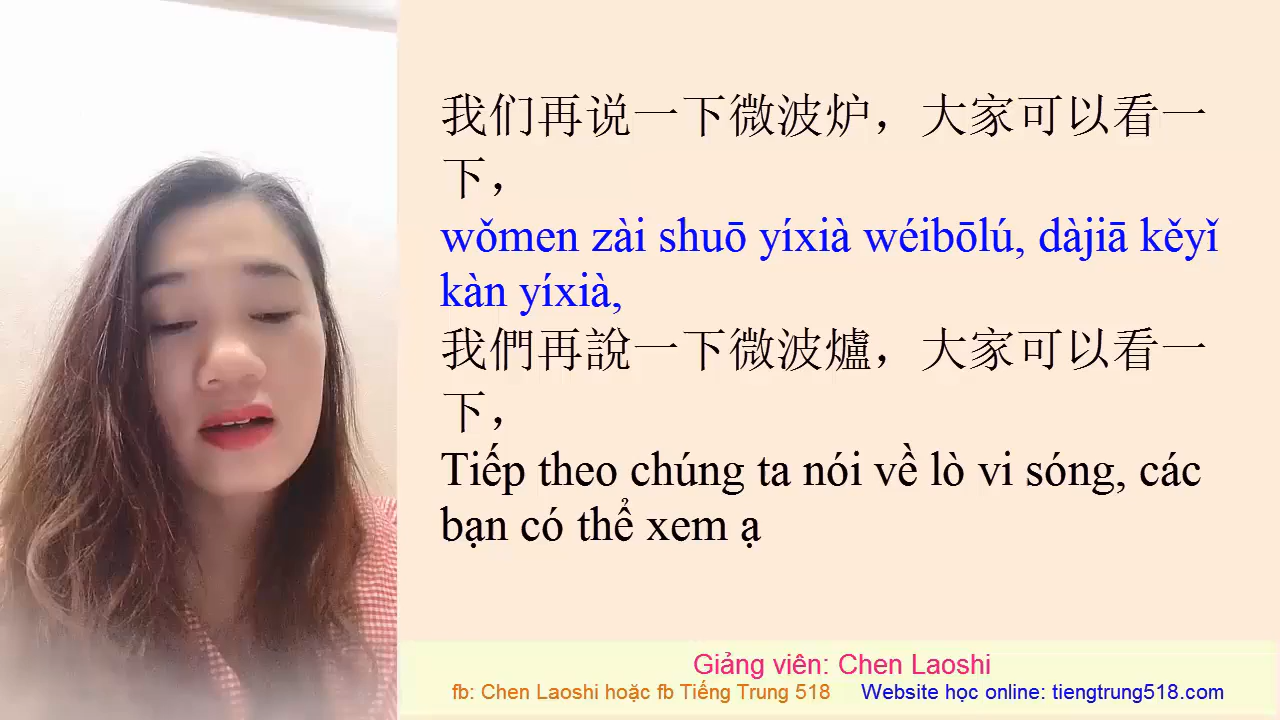 我们再说一下微波炉，大家可以看一
下，
wǒmen zài shuō yíxià wéibōlú, dàjiā kěyǐ
kàn yíxià,
我們再說一下微波爐，大家可以看一
下，
Tiếp theo chúng ta nói về lò vi sóng, các
bạn có thể xem ạ
Giảng viên: Chen Laoshi
fb: Chen Laoshi hoặc fb Tiếng Trung 518 Website học online: tiengtrung518.com